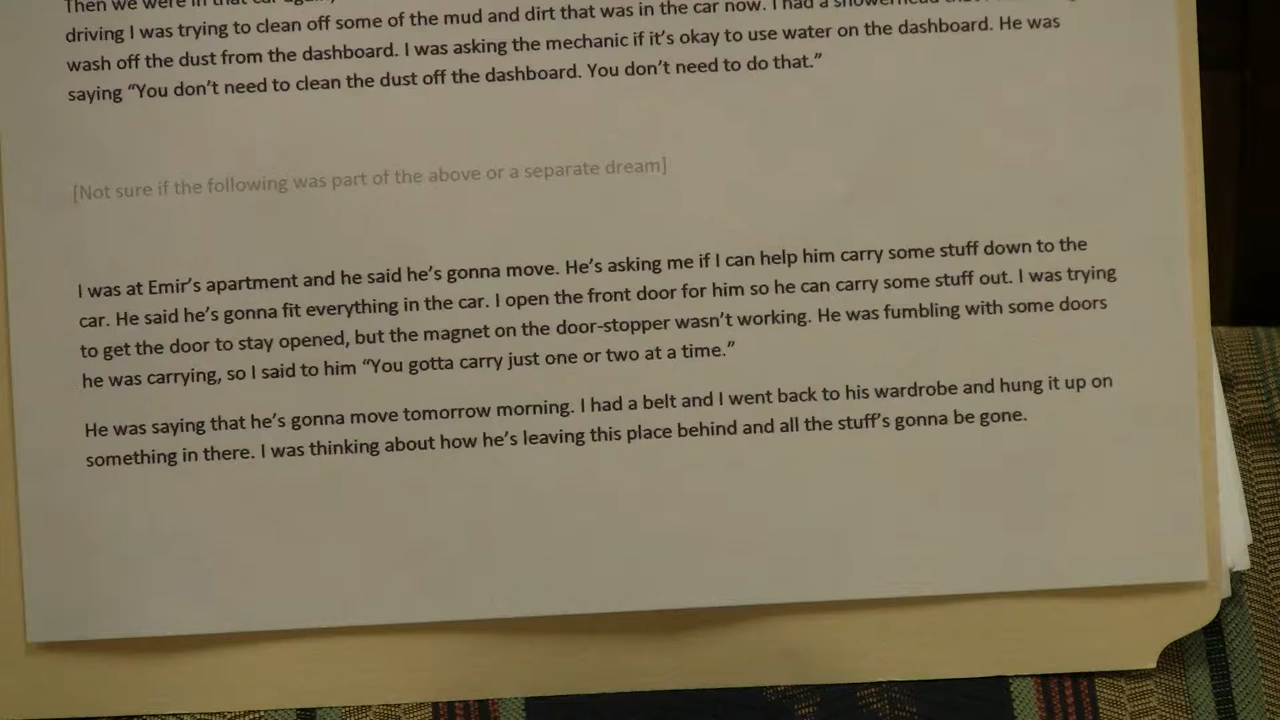 Then we were in that car again,
driving I was trying to clean off some of the mud and dirt that was in the car now. I had a showerhead
wash off the dust from the dashboard. I was asking the mechanic if it’s okay to use water on the dashboard. He was
saying “You don’t need to clean the dust off the dashboard. You don’t need to do that.”
[Not sure if the following was part of the above or a separate dream]
I was at Emir’s apartment and he said he’s gonna move. He’s asking me if I can help him carry some stuff down to the
car. He said he’s gonna fit everything in the car. I open the front door for him so he can carry some stuff out. I was trying
to get the door to stay opened, but the magnet on the door-stopper wasn’t working. He was fumbling with some doors
he was carrying, so I said to him “You gotta carry just one or two at a time.”
He was saying that he’s gonna move tomorrow morning. I had a belt and I went back to his wardrobe and hung it up on
something in there. I was thinking about how he’s leaving this place behind and all the stuff’s gonna be gone.